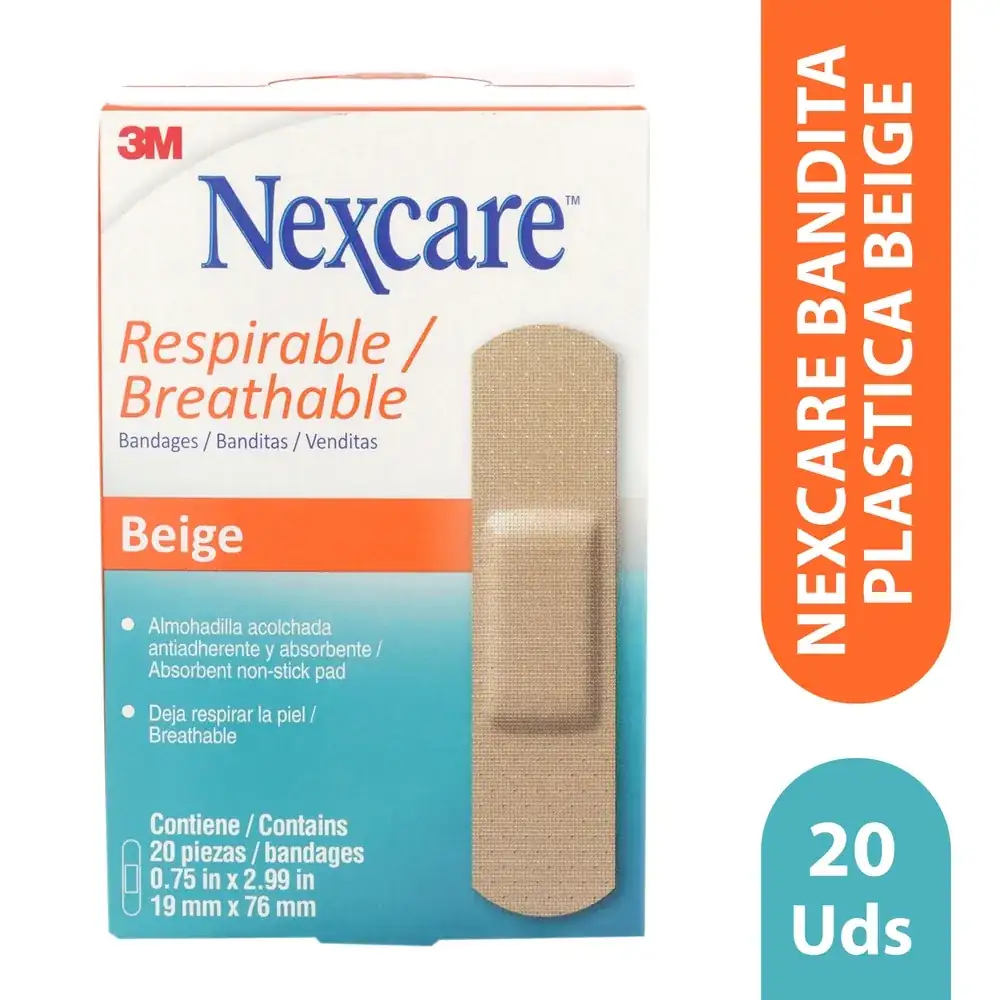 3M
Nexcare™
Respirable /
Breathable
Bandages / Banditas / Venditas
Beige
• Almohadilla acolchada
antiadherente y absorbente /
Absorbent non-stick pad
• Deja respirar la piel /
Breathable
Contiene / Contains
20 piezas / bandages
0.75 in x 2.99 in
19 mm x 76 mm
NEXCARE BANDITA
PLASTICA BEIGE
20
Uds